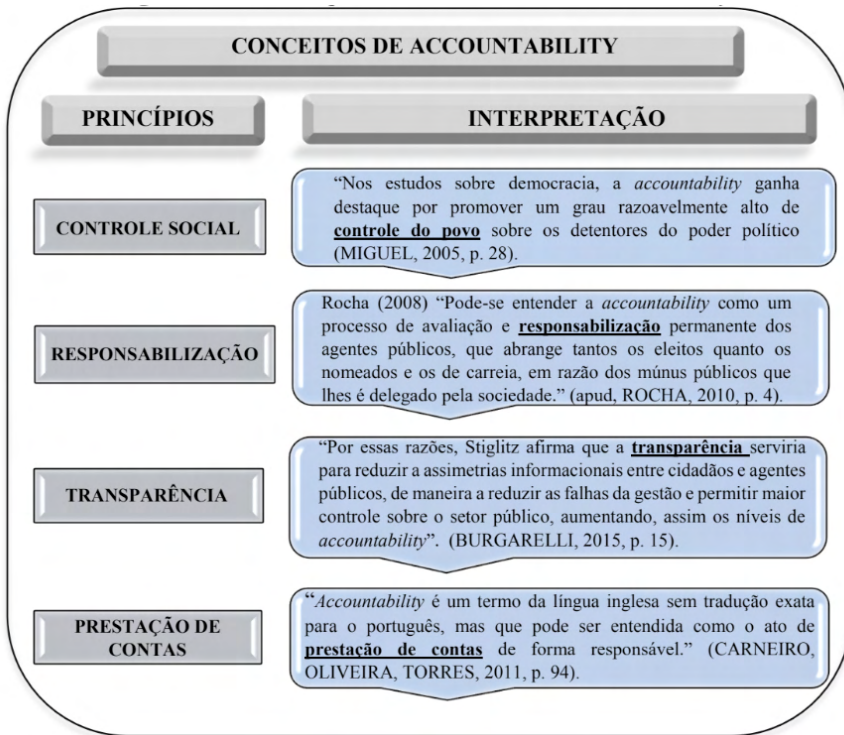 CONCEITOS DE ACCOUNTABILITY
PRINCÍPIOS
INTERPRETAÇÃO
CONTROLE SOCIAL
“Nos estudos sobre democracia, a accountability ganha
destaque por promover um grau razoavelmente alto de
controle do povo sobre os detentores do poder político
(MIGUEL, 2005, p. 28).
RESPONSABILIZAÇÃO
Rocha (2008) “Pode-se entender a accountability como um
processo de avaliação e responsabilização permanente dos
agentes públicos, que abrange tantos os eleitos quanto os
nomeados e os de carreia, em razão dos múnus públicos que
lhes é delegado pela sociedade.” (apud, ROCHA, 2010, p. 4).
TRANSPARÊNCIA
“Por essas razões, Stiglitz afirma que a transparência serviria
para reduzir a assimetrias informacionais entre cidadãos e agentes
públicos, de maneira a reduzir as falhas da gestão e permitir maior
controle sobre o setor público, aumentando, assim os níveis de
accountability”. (BURGARELLI, 2015, p. 15).
PRESTAÇÃO DE
CONTAS
“Accountability é um termo da língua inglesa sem tradução exata
para o português, mas que pode ser entendida como o ato de
prestação de contas de forma responsável.” (CARNEIRO,
OLIVEIRA, TORRES, 2011, p. 94).